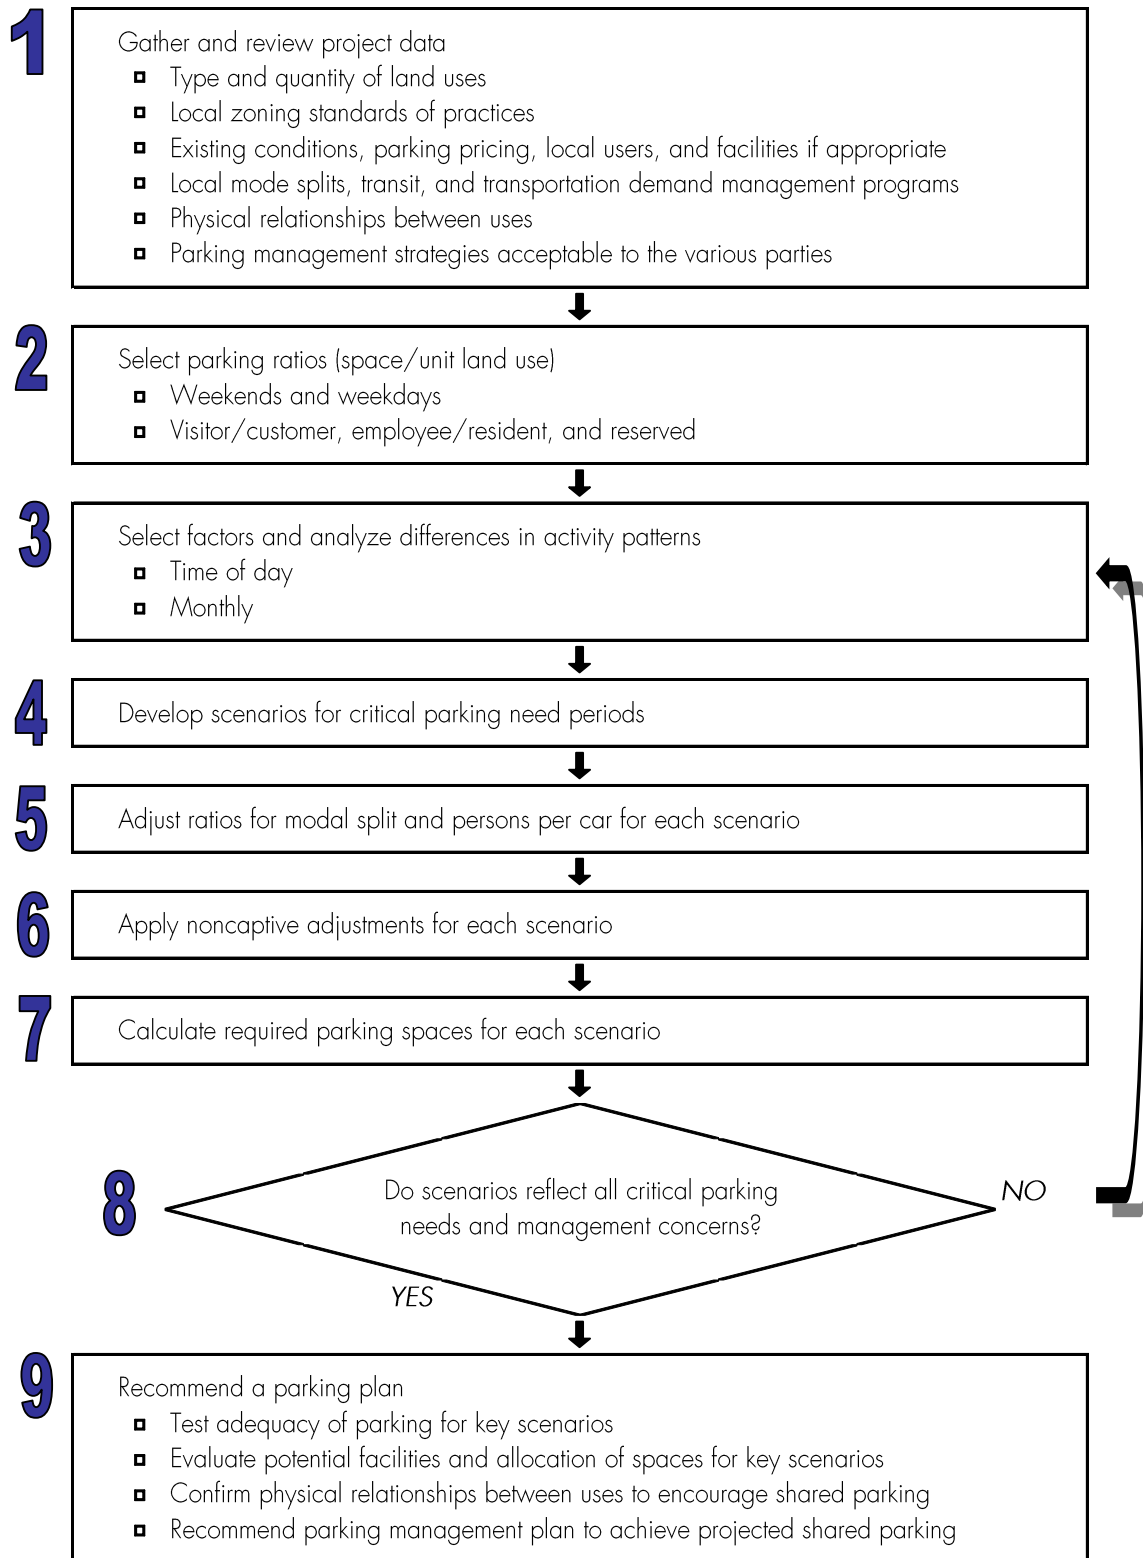 1
Gather and review project data
Type and quantity of land uses
Local zoning standards of practices
Existing conditions, parking pricing, local users, and facilities if appropriate
Local mode splits, transit, and transportation demand management programs
Physical relationships between uses
Parking management strategies acceptable to the various parties
2
Select parking ratios (space/unit land use)
Weekends and weekdays
Visitor/customer, employee/resident, and reserved
3
Select factors and analyze differences in activity patterns
Time of day
Monthly
4
Develop scenarios for critical parking need periods
5
Adjust ratios for modal split and persons per car for each scenario
6
Apply noncaptive adjustments for each scenario
7
Calculate required parking spaces for each scenario
8
Do scenarios reflect all critical parking
needs and management concerns?
NO
YES
9
Recommend a parking plan
Test adequacy of parking for key scenarios
Evaluate potential facilities and allocation of spaces for key scenarios
Confirm physical relationships between uses to encourage shared parking
Recommend parking management plan to achieve projected shared parking